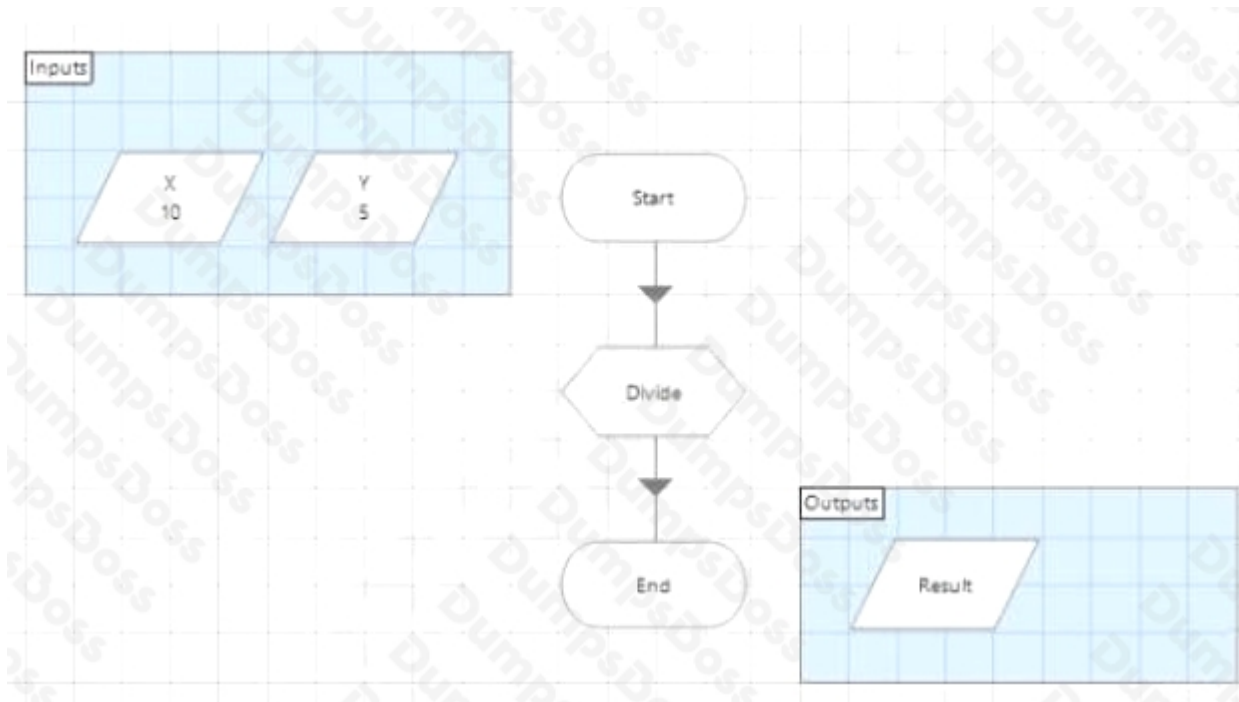 Inputs
X
10
Y
5
Start
Divide
End
Outputs
Result
DumpsDoss